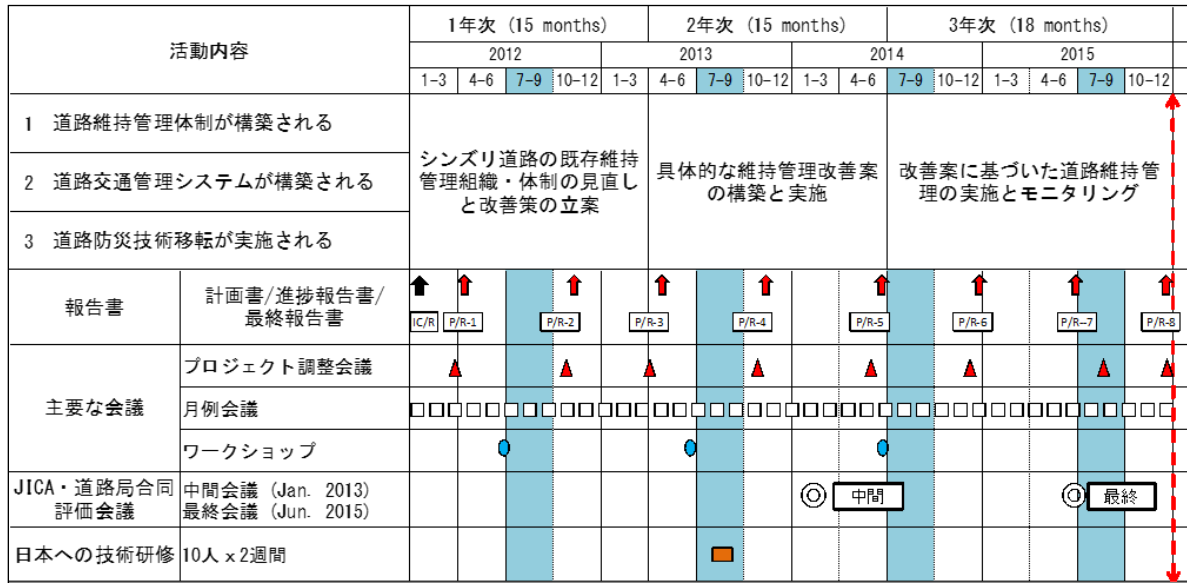 活動内容
1年次 (15 months)
2年次 (15 months)
3年次 (18 months)
2012
2013
2014
2015
1-3
4-6
7-9
10-12
1-3
4-6
7-9
10-12
1-3
4-6
7-9
10-12
1-3
4-6
7-9
10-12
1 道路維持管理体制が構築される
2 道路交通管理システムが構築される
3 道路防災技術移転が実施される
シンズリ道路の既存維持
管理組織・体制の見直し
と改善策の立案
具体的な維持管理改善案
の構築と実施
改善案に基づいた道路維持管
理の実施とモニタリング
報告書
計画書/進捗報告書/
最終報告書
IC/R
P/R-1
P/R-2
P/R-3
P/R-4
P/R-5
P/R-6
P/R--7
P/R-8
主要な会議
プロジェクト調整会議
月例会議
ワークショップ
JICA・道路局合同
評価会議
中間会議 (Jan. 2013)
最終会議 (Jun. 2015)
中間
最終
日本への技術研修
10人 x 2週間